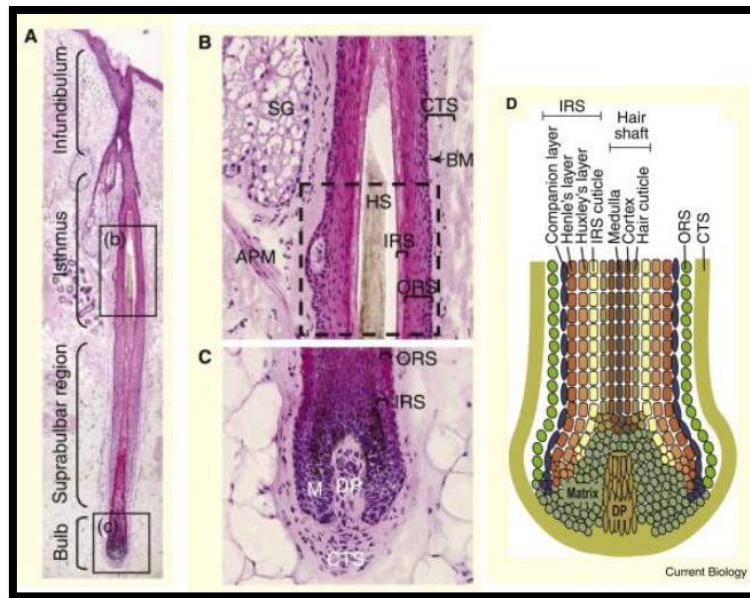 A
Infundibulum
Isthmus
Suprabulbar region
Bulb
(b)
(c)
B
SG
CTS
BM
HS
APM
IRS
ORS
C
ORS
IRS
M
DP
CTS
D
IRS
Hair
shaft
Companion layer
Henle's layer
Huxley's layer
IRS cuticle
Medulla
Cortex
Hair cuticle
ORS
CTS
Matrix
DP
Current Biology